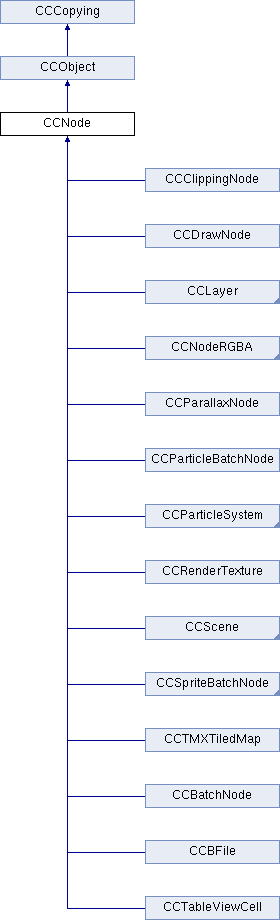 CCCopying
CCObject
CCNode
CCClippingNode
CCDrawNode
CCLayer
CCNodeRGBA
CCParallaxNode
CCParticleBatchNode
CCParticleSystem
CCRenderTexture
CCScene
CCSpriteBatchNode
CCTMXTiledMap
CCBatchNode
CCBFile
CCTableViewCell